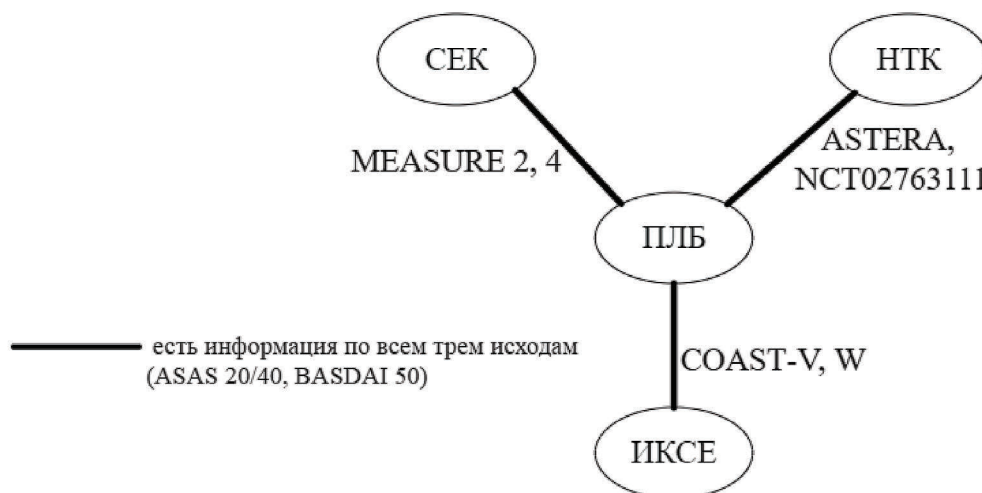 СЕК
НТК
MEASURE 2, 4
ASTERA,
NCT02763111
ПЛБ
есть информация по всем трем исходам
(ASAS 20/40, BASDAI 50)
COAST-V, W
ИКСЕ